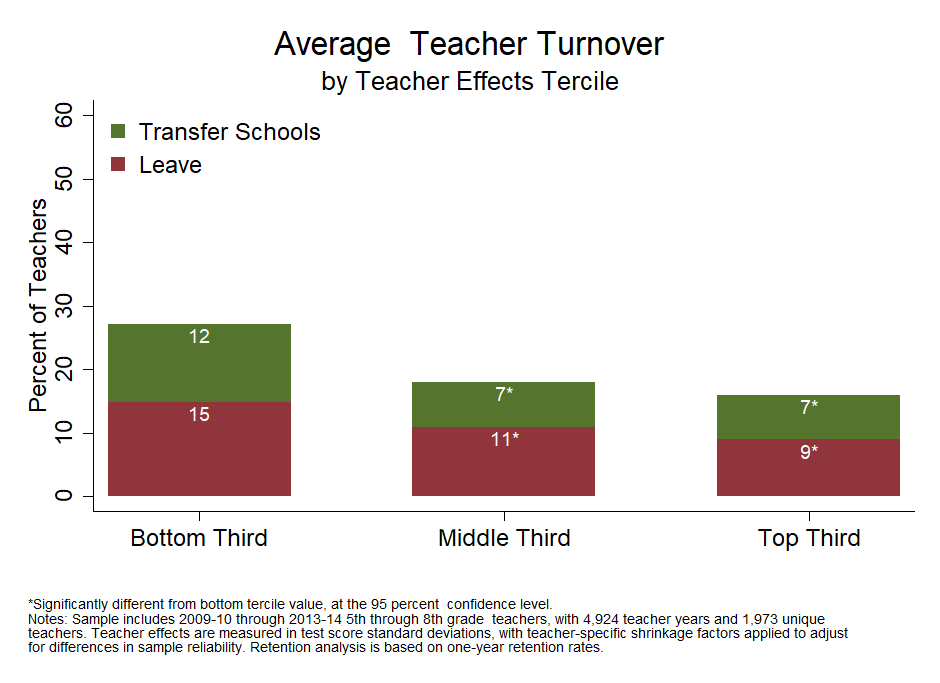 Average  Teacher Turnover
by Teacher Effects Tercile
Transfer Schools
Leave
Percent of Teachers
60
50
40
30
20
10
0
12
15
7*
11*
7*
9*
Bottom Third
Middle Third
Top Third
*Significantly different from bottom tercile value, at the 95 percent  confidence level.
Notes: Sample includes 2009-10 through 2013-14 5th through 8th grade  teachers, with 4,924 teacher years and 1,973 unique
teachers. Teacher effects are measured in test score standard deviations, with teacher-specific shrinkage factors applied to adjust
for differences in sample reliability. Retention analysis is based on one-year retention rates.